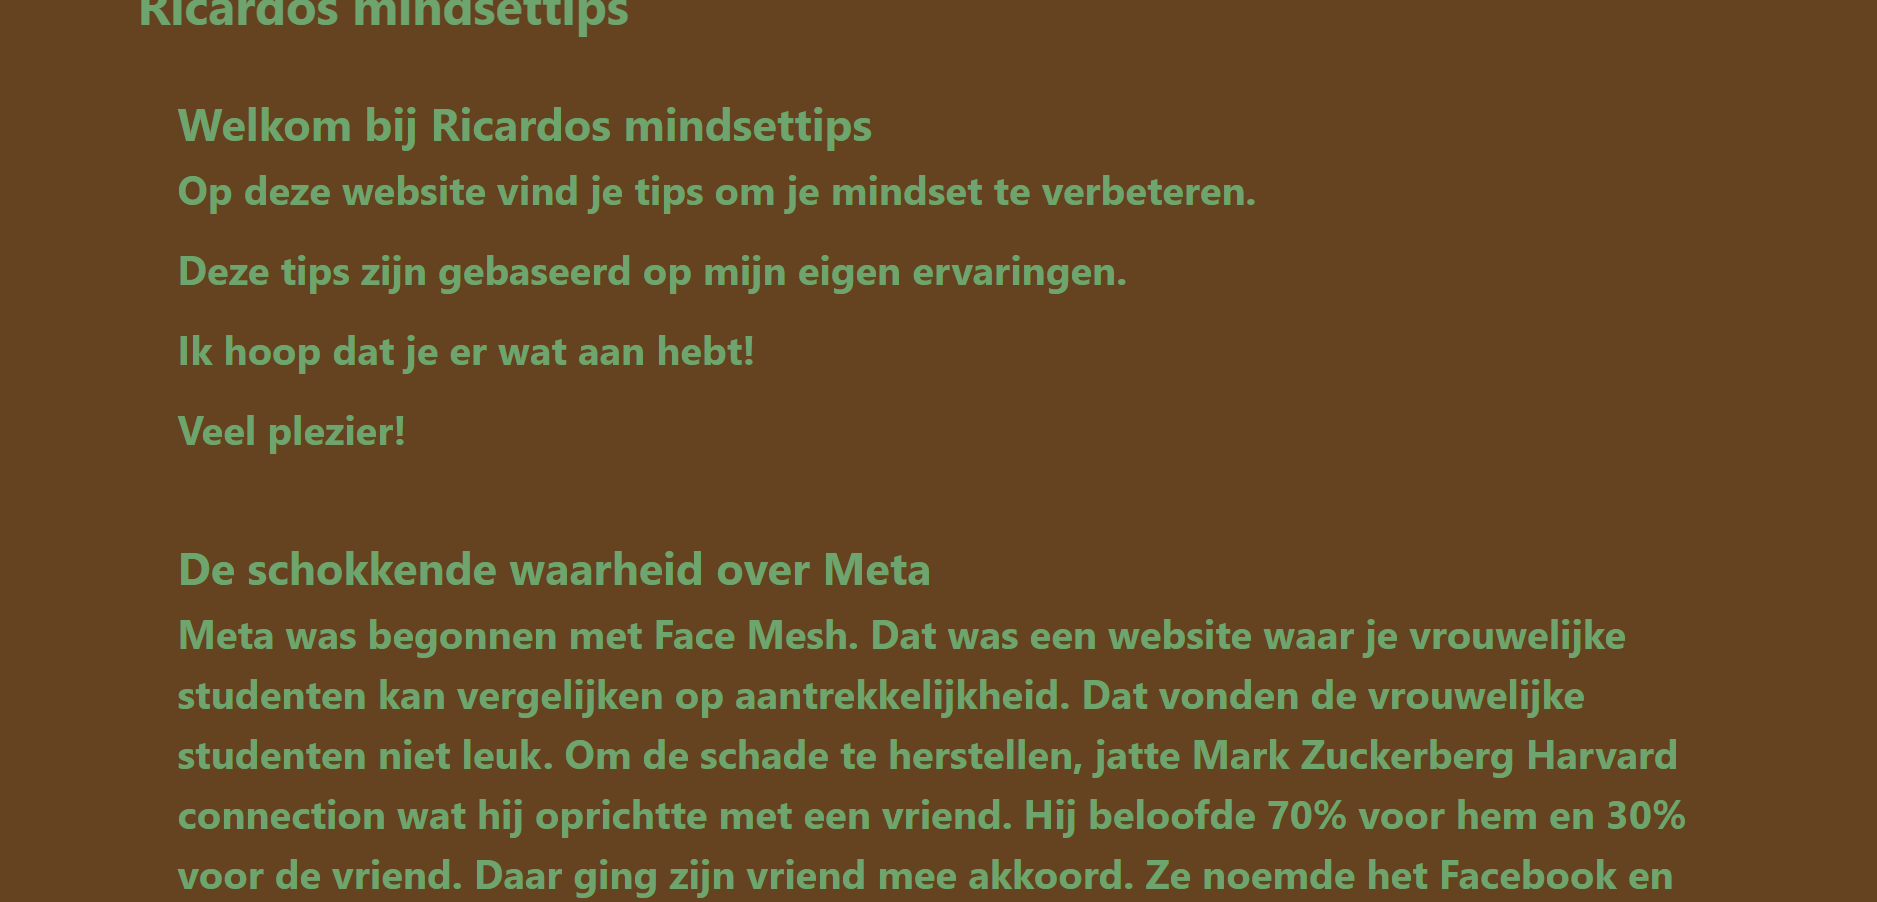 Ricardos mindsettips
Welkom bij Ricardos mindsettips
Op deze website vind je tips om je mindset te verbeteren.
Deze tips zijn gebaseerd op mijn eigen ervaringen.
Ik hoop dat je er wat aan hebt!
Veel plezier!
De schokkende waarheid over Meta
Meta was begonnen met Face Mesh. Dat was een website waar je vrouwelijke
studenten kan vergelijken op aantrekkelijkheid. Dat vonden de vrouwelijke
studenten niet leuk. Om de schade te herstellen, jatte Mark Zuckerberg Harvard
connection wat hij oprichtte met een vriend. Hij beloofde 70% voor hem en 30%
voor de vriend. Daar ging zijn vriend mee akkoord. Ze noemde het Facebook en